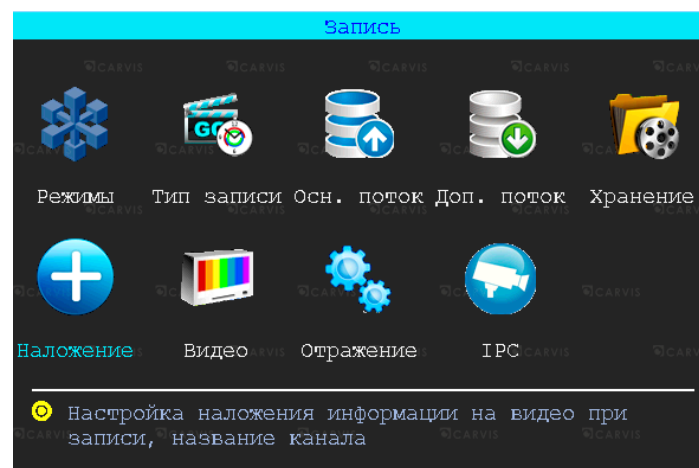 Запись
Режимы Тип записи Осн. поток Доп. поток Хранение
Наложение Видео Отражение IPC
Настройка наложения информации на видео при
записи, название канала
CARVIS